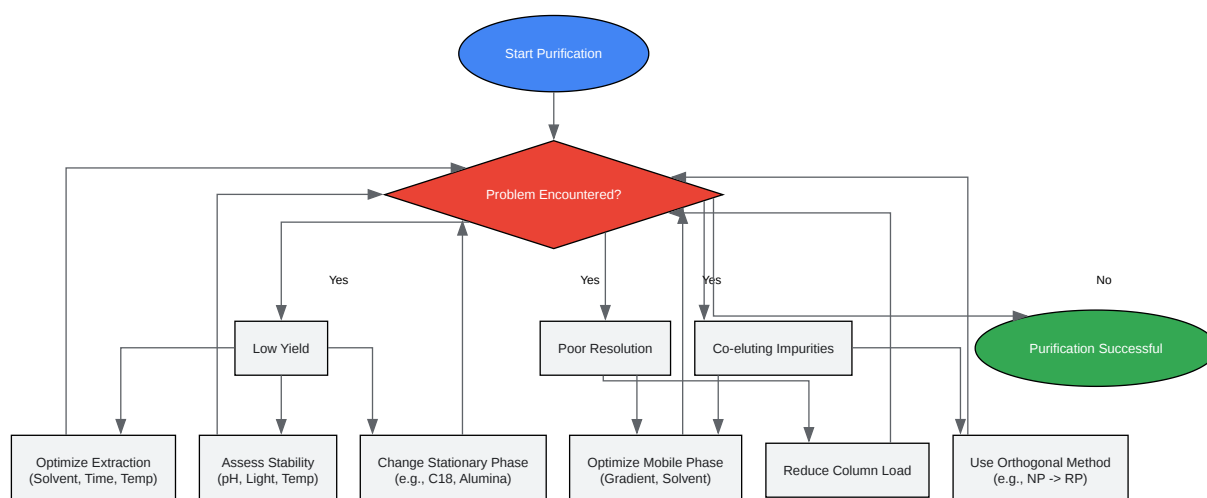 Start Purification
Problem Encountered?
Yes
Yes
Yes
No
Low Yield
Poor Resolution
Co-eluting Impurities
Purification Successful
Optimize Extraction
(Solvent, Time, Temp)
Assess Stability
(pH, Light, Temp)
Change Stationary Phase
(e.g., C18, Alumina)
Optimize Mobile Phase
(Gradient, Solvent)
Reduce Column Load
Use Orthogonal Method
(e.g., NP -> RP)